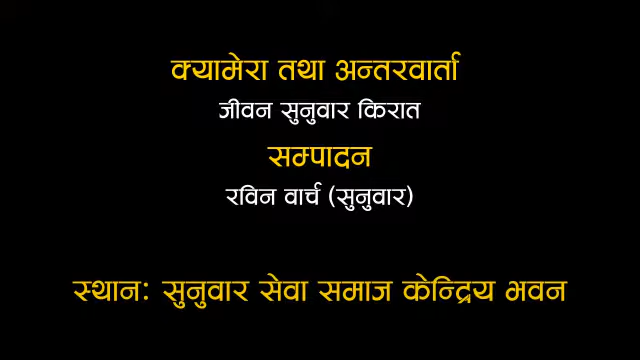 क्यामेरा तथा अन्तरवार्ता
जीवन सुनुवार किरात
सम्पादन
रविन वार्च (सुनुवार)
स्थान: सुनुवार सेवा समाज केन्द्रिय भवन